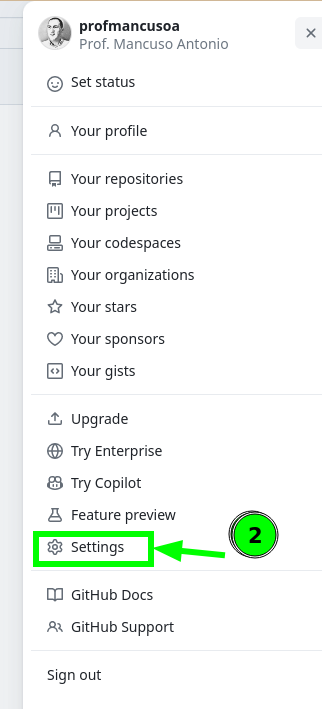 profmancusoa
Prof. Mancuso Antonio
Set status
Your profile
Your repositories
Your projects
Your codespaces
Your organizations
Your stars
Your sponsors
Your gists
Upgrade
Try Enterprise
Try Copilot
Feature preview
2
Settings
GitHub Docs
GitHub Support
Sign out